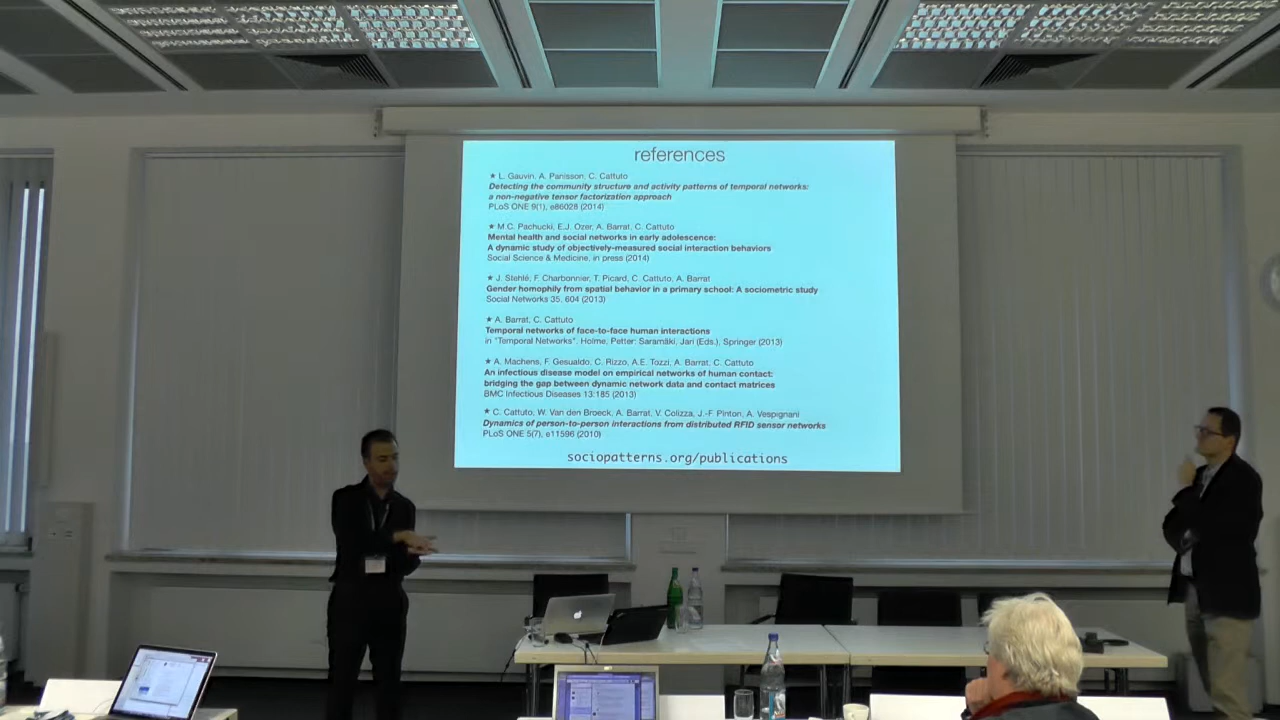 references
★ L. Gauvin, A. Panisson, C. Cattuto
Detecting the community structure and activity patterns of temporal networks:
a non-negative tensor factorization approach
PLoS ONE 9(1), e86028 (2014)
★ M.C. Pachucki, E.J. Ozer, A. Barrat, C. Cattuto
Mental health and social networks in early adolescence:
A dynamic study of objectively-measured social interaction behaviors
Social Science & Medicine, in press (2014)
★ J. Stehlé, F. Charbonnier, T. Picard, C. Cattuto, A. Barrat
Gender homophily from spatial behavior in a primary school: A sociometric study
Social Networks 35, 604 (2013)
★ A. Barrat, C. Cattuto
Temporal networks of face-to-face human interactions
in "Temporal Networks", Holme, Petter; Saramäki, Jari (Eds.), Springer (2013)
★ A. Machens, F. Gesualdo, C. Rizzo, A.E. Tozzi, A. Barrat, C. Cattuto
An infectious disease model on empirical networks of human contact:
bridging the gap between dynamic network data and contact matrices
BMC Infectious Diseases 13:185 (2013)
★ C. Cattuto, W. Van den Broeck, A. Barrat, V. Colizza, J.-F. Pinton, A. Vespignani
Dynamics of person-to-person interactions from distributed RFID sensor networks
PLoS ONE 5(7), e11596 (2010)
sociopatterns.org/publications